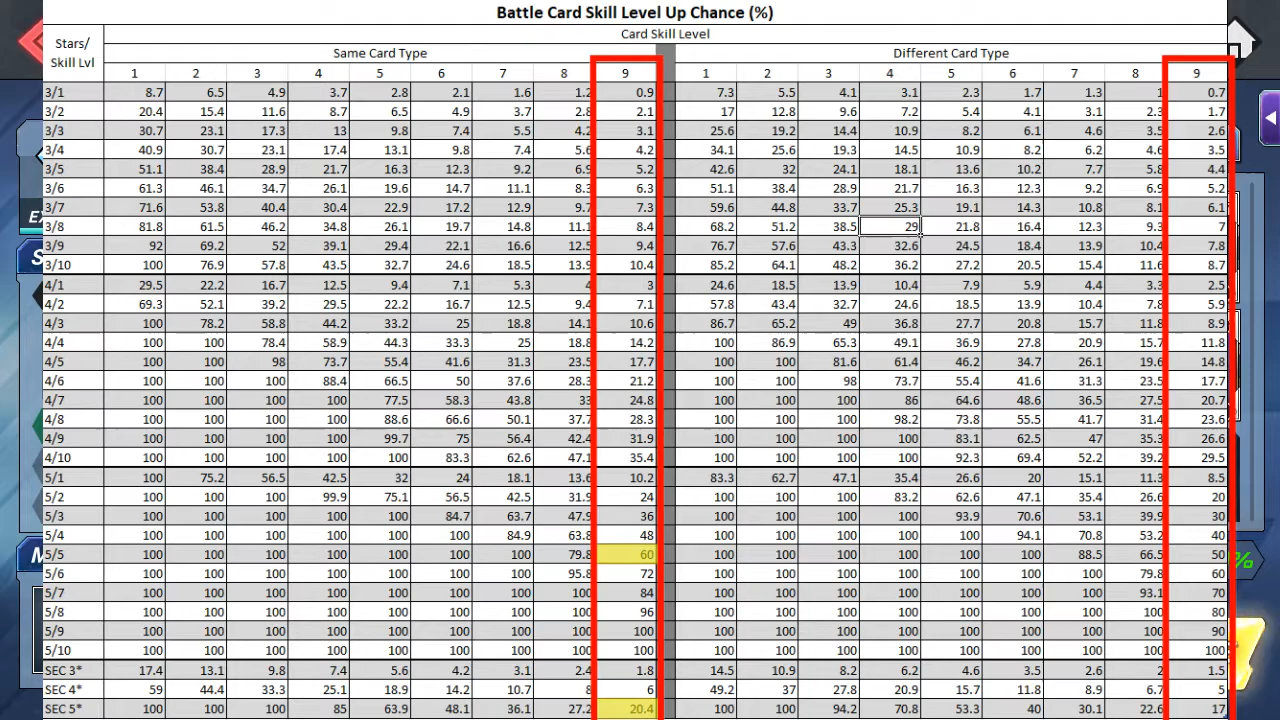 Battle Card Skill Level Up Chance (%)
Card Skill Level
Stars/
Skill Lvl
Same Card Type Different Card Type
1 2 3 4 5 6 7 8 9 1 2 3 4 5 6 7 8 9
3/1 8.7 6.5 4.9 3.7 2.8 2.1 1.6 1.2 0.9 7.3 5.5 4.1 3.1 2.3 1.7 1.3 1 0.7
3/2 20.4 15.4 11.6 8.7 6.5 4.9 3.7 2.8 2.1 17 12.8 9.6 7.2 5.4 4.1 3.1 2.3 1.7
3/3 30.7 23.1 17.3 13 9.8 7.4 5.5 4.2 3.1 25.6 19.2 14.4 10.9 8.2 6.1 4.6 3.5 2.6
3/4 40.9 30.7 23.1 17.4 13.1 9.8 7.4 5.6 4.2 34.1 25.6 19.3 14.5 10.9 8.2 6.2 4.6 3.5
3/5 51.1 38.4 28.9 21.7 16.3 12.3 9.2 6.9 5.2 42.6 32 24.1 18.1 13.6 10.2 7.7 5.8 4.4
3/6 61.3 46.1 34.7 26.1 19.6 14.7 11.1 8.3 6.3 51.1 38.4 28.9 21.7 16.3 12.3 9.2 6.9 5.2
3/7 71.6 53.8 40.4 30.4 22.9 17.2 12.9 9.7 7.3 59.6 44.8 33.7 25.3 19.1 14.3 10.8 8.1 6.1
3/8 81.8 61.5 46.2 34.8 26.1 19.7 14.8 11.1 8.4 68.2 51.2 38.5 29 21.8 16.4 12.3 9.3 7
3/9 92 69.2 52 39.1 29.4 22.1 16.6 12.5 9.4 76.7 57.6 43.3 32.6 24.5 18.4 13.9 10.4 7.8
3/10 100 76.9 57.8 43.5 32.7 24.6 18.5 13.9 10.4 85.2 64.1 48.2 36.2 27.2 20.5 15.4 11.6 8.7
4/1 29.5 22.2 16.7 12.5 9.4 7.1 5.3 4 3 24.6 18.5 13.9 10.4 7.9 5.9 4.4 3.3 2.5
4/2 69.3 52.1 39.2 29.5 22.2 16.7 12.5 9.4 7.1 57.8 43.4 32.7 24.6 18.5 13.9 10.4 7.8 5.9
4/3 100 78.2 58.8 44.2 33.2 25 18.8 14.1 10.6 86.7 65.2 49 36.8 27.7 20.8 15.7 11.8 8.9
4/4 100 100 78.4 58.9 44.3 33.3 25 18.8 14.2 100 86.9 65.3 49.1 36.9 27.8 20.9 15.7 11.8
4/5 100 100 98 73.7 55.4 41.6 31.3 23.5 17.7 100 100 81.6 61.4 46.2 34.7 26.1 19.6 14.8
4/6 100 100 100 88.4 66.5 50 37.6 28.3 21.2 100 100 98 73.7 55.4 41.6 31.3 23.5 17.7
4/7 100 100 100 100 77.5 58.3 43.8 33 24.8 100 100 100 86 64.6 48.6 36.5 27.5 20.7
4/8 100 100 100 100 88.6 66.6 50.1 37.7 28.3 100 100 100 98.2 73.8 55.5 41.7 31.4 23.6
4/9 100 100 100 100 99.7 75 56.4 42.4 31.9 100 100 100 100 83.1 62.5 47 35.3 26.6
4/10 100 100 100 100 100 83.3 62.6 47.1 35.4 100 100 100 100 92.3 69.4 52.2 39.2 29.5
5/1 100 75.2 56.5 42.5 32 24 18.1 13.6 10.2 83.3 62.7 47.1 35.4 26.6 20 15.1 11.3 8.5
5/2 100 100 100 99.9 75.1 56.5 42.5 31.9 24 100 100 100 83.2 62.6 47.1 35.4 26.6 20
5/3 100 100 100 100 100 84.7 63.7 47.9 36 100 100 100 100 93.9 70.6 53.1 39.9 30
5/4 100 100 100 100 100 100 84.9 63.8 48 100 100 100 100 100 94.1 70.8 53.2 40
5/5 100 100 100 100 100 100 100 79.8 60 100 100 100 100 100 100 88.5 66.5 50
5/6 100 100 100 100 100 100 100 95.8 72 100 100 100 100 100 100 100 79.8 60
5/7 100 100 100 100 100 100 100 100 84 100 100 100 100 100 100 100 93.1 70
5/8 100 100 100 100 100 100 100 100 96 100 100 100 100 100 100 100 100 80
5/9 100 100 100 100 100 100 100 100 100 100 100 100 100 100 100 100 100 90
5/10 100 100 100 100 100 100 100 100 100 100 100 100 100 100 100 100 100 100
SEC 3* 17.4 13.1 9.8 7.4 5.6 4.2 3.1 2.4 1.8 14.5 10.9 8.2 6.2 4.6 3.5 2.6 2 1.5
SEC 4* 59 44.4 33.3 25.1 18.9 14.2 10.7 8 6 49.2 37 27.8 20.9 15.7 11.8 8.9 6.7 5
SEC 5* 100 100 100 85 63.9 48.1 36.1 27.2 20.4 100 100 94.2 70.8 53.3 40 30.1 22.6 17